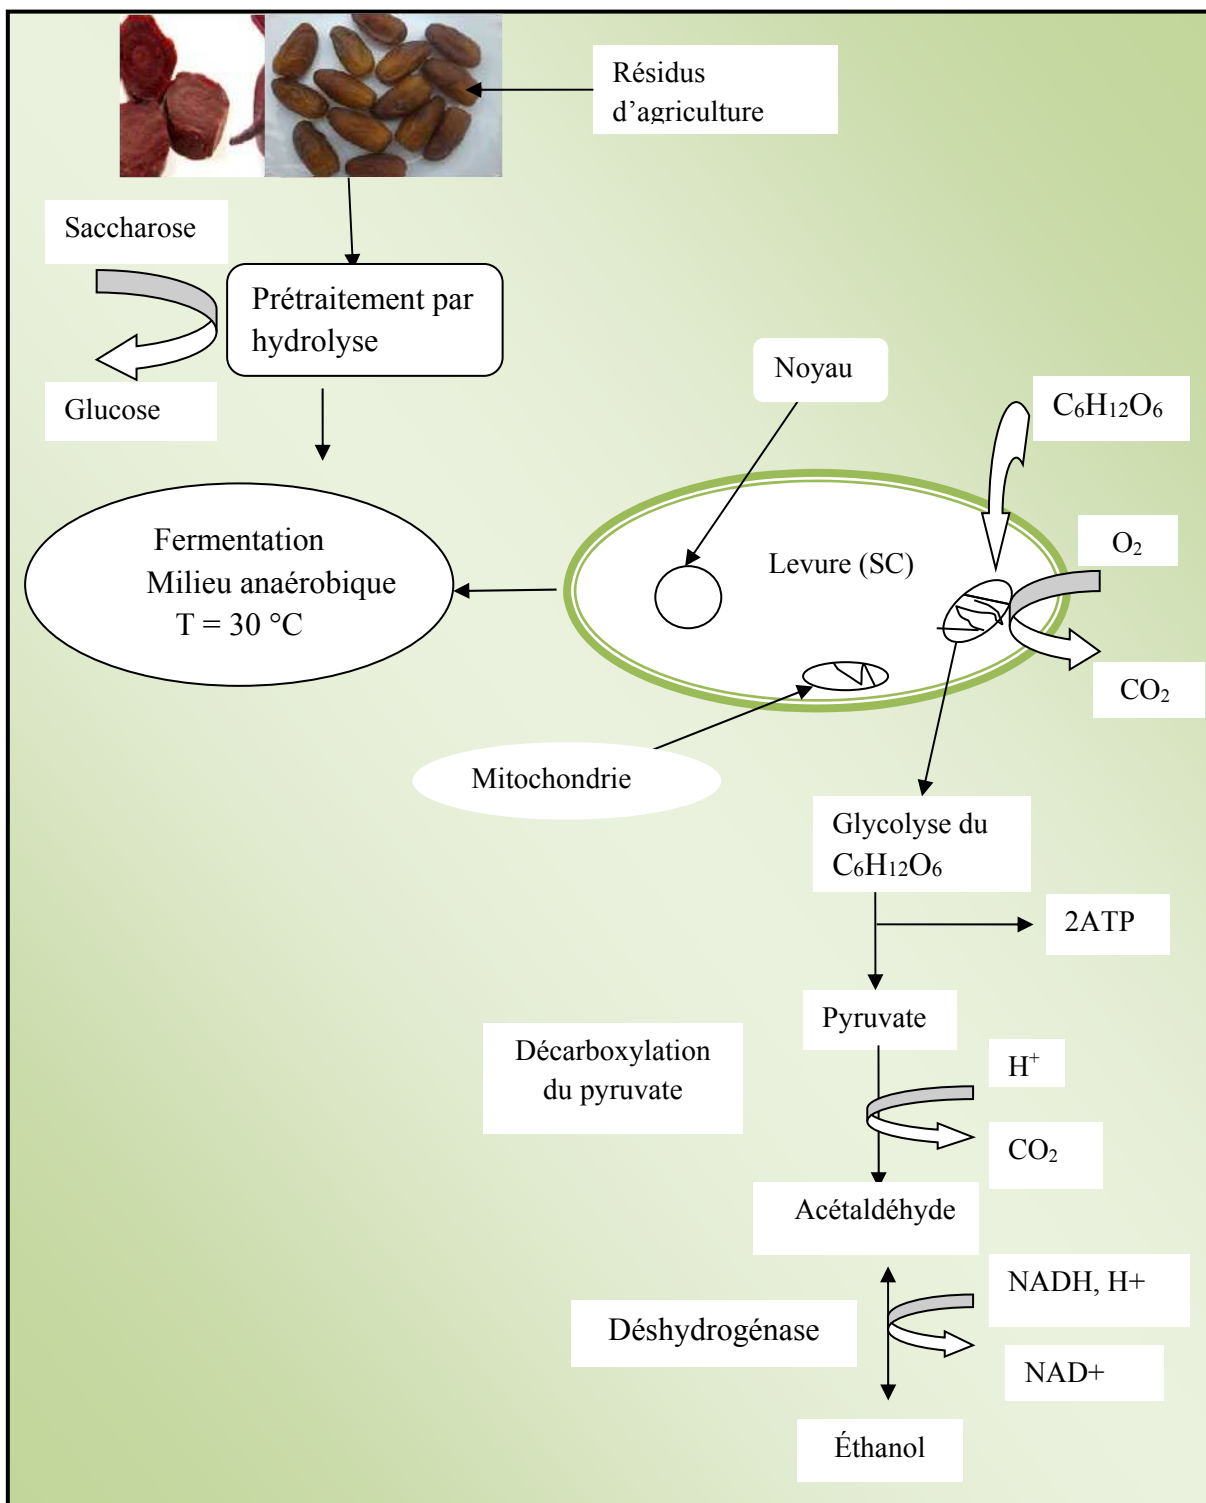 Résidus
d’agriculture
Saccharose
Prétraitement par
hydrolyse
Glucose
Noyau
C₆H₁₂O₆
Fermentation
Milieu anaérobique
T = 30 °C
Levure (SC)
O₂
CO₂
Mitochondrie
Glycolyse du
C₆H₁₂O₆
2ATP
Pyruvate
Décarboxylation
du pyruvate
H⁺
CO₂
Acétaldéhyde
NADH, H+
Déshydrogénase
NAD+
Éthanol